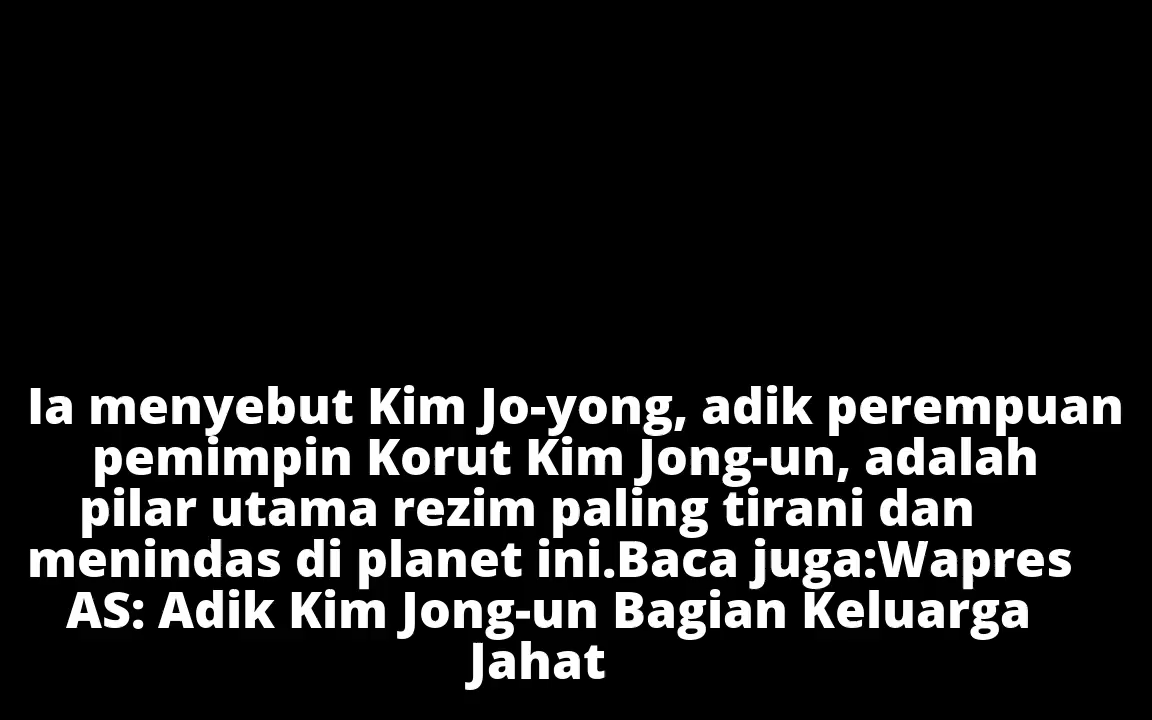 Ia menyebut Kim Jo-yong, adik perempuan
pemimpin Korut Kim Jong-un, adalah
pilar utama rezim paling tirani dan
menindas di planet ini.Baca juga:Wapres
AS: Adik Kim Jong-un Bagian Keluarga
Jahat